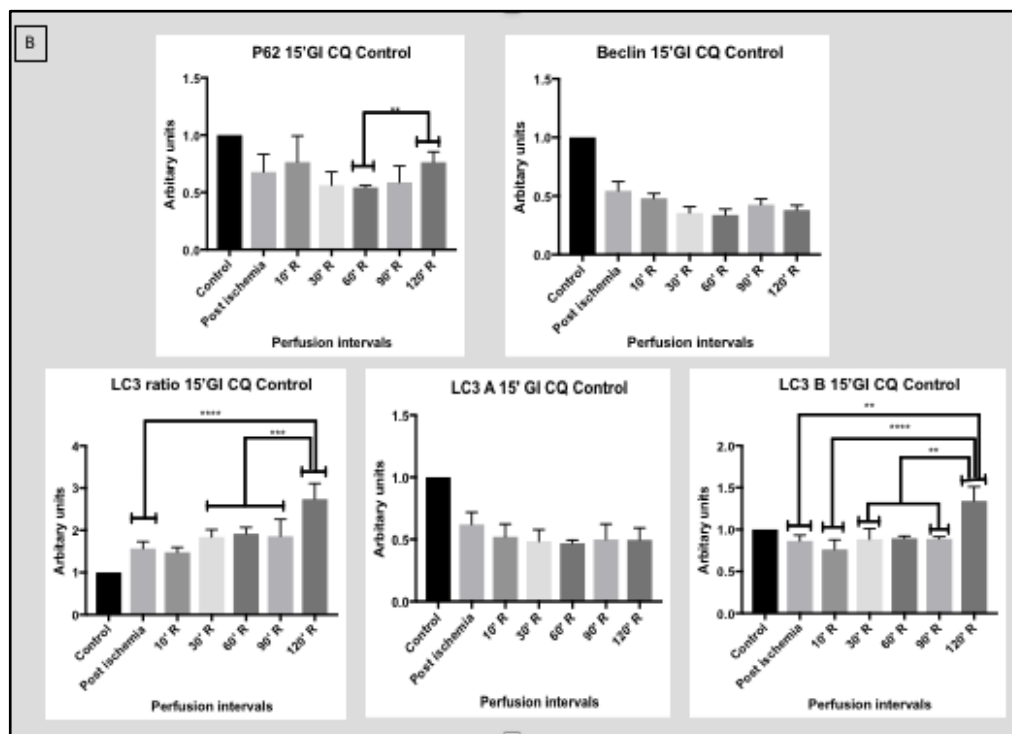 B
P62 15'GI CQ Control
Arbitary units
1.5
1.0
0.5
0.0
**
Control
Post ischemia
10' R
30' R
60' R
90' R
120' R
Perfusion intervals
Beclin 15'GI CQ Control
Arbitary units
1.5
1.0
0.5
0.0
Control
Post ischemia
10' R
30' R
60' R
90' R
120' R
Perfusion intervals
LC3 ratio 15'GI CQ Control
Arbitary units
4
3
2
1
0
****
***
Control
Post ischemia
10' R
30' R
60' R
90' R
120' R
Perfusion intervals
LC3 A 15' GI CQ Control
Arbitary units
1.5
1.0
0.5
0.0
Control
Post ischemia
10' R
30' R
60' R
90' R
120' R
Perfusion intervals
LC3 B 15'GI CQ Control
Arbitary units
2.0
1.5
1.0
0.5
0.0
**
****
**
Control
Post ischemia
10' R
30' R
60' R
90' R
120' R
Perfusion intervals